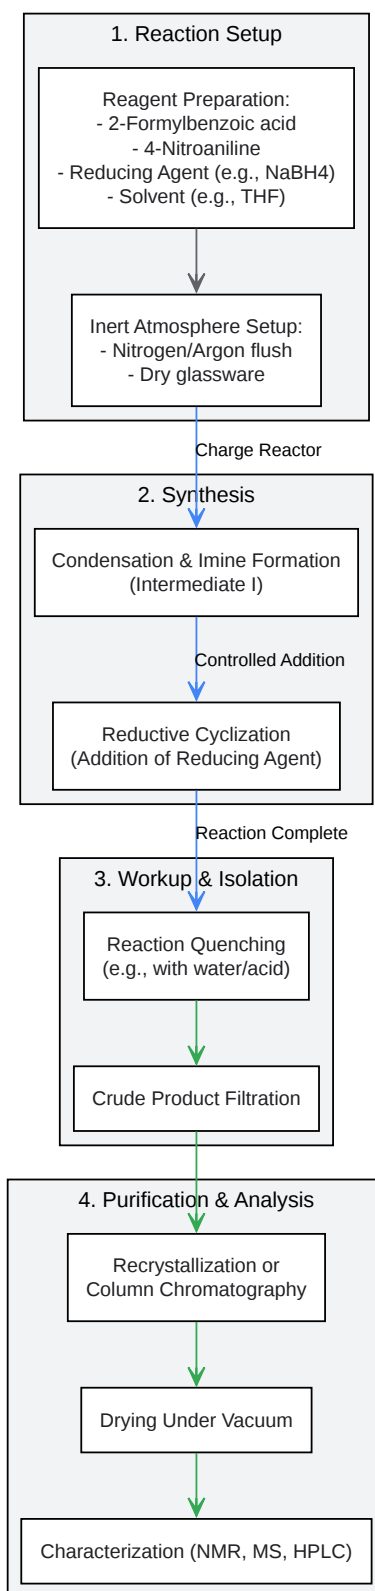 1. Reaction Setup
Reagent Preparation:
- 2-Formylbenzoic acid
- 4-Nitroaniline
- Reducing Agent (e.g., NaBH4)
- Solvent (e.g., THF)
Inert Atmosphere Setup:
- Nitrogen/Argon flush
- Dry glassware
Charge Reactor
2. Synthesis
Condensation & Imine Formation
(Intermediate I)
Controlled Addition
Reductive Cyclization
(Addition of Reducing Agent)
Reaction Complete
3. Workup & Isolation
Reaction Quenching
(e.g., with water/acid)
Crude Product Filtration
4. Purification & Analysis
Recrystallization or
Column Chromatography
Drying Under Vacuum
Characterization (NMR, MS, HPLC)